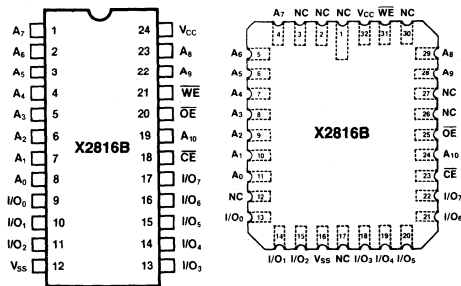 A7 1 24 VCC
A6 2 23 A8
A5 3 22 A9
A4 4 21 WE
A3 5 20 OE
A2 6 19 A10
A1 7 18 CE
A0 8 17 I/O7
I/O0 9 16 I/O6
I/O1 10 15 I/O5
I/O2 11 14 I/O4
VSS 12 13 I/O3
X2816B
A7 NC NC NC VCC WE NC
4 3 2 1 32 31 30
A6 5 29 A8
A5 6 28 A9
A4 7 27 NC
A3 8 26 NC
A2 9 25 OE
A1 10 24 A10
A0 11 23 CE
NC 12 22 I/O7
I/O0 13 21 I/O6
X2816B
14 15 16 17 18 19 20
I/O1 I/O2 VSS NC I/O3 I/O4 I/O5